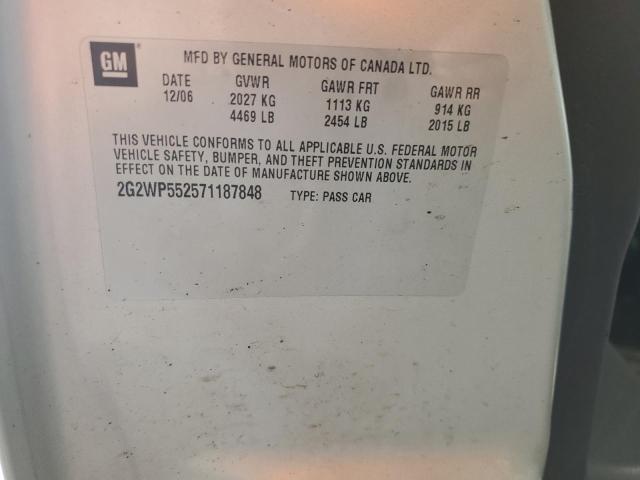 GM
MFD BY GENERAL MOTORS OF CANADA LTD.
DATE GVWR GAWR FRT GAWR RR
12/06 2027 KG 1113 KG 914 KG
4469 LB 2454 LB 2015 LB
THIS VEHICLE CONFORMS TO ALL APPLICABLE U.S. FEDERAL MOTOR
VEHICLE SAFETY, BUMPER, AND THEFT PREVENTION STANDARDS IN
EFFECT ON THE DATE OF MANUFACTURE SHOWN ABOVE.
2G2WP552571187848 TYPE: PASS CAR